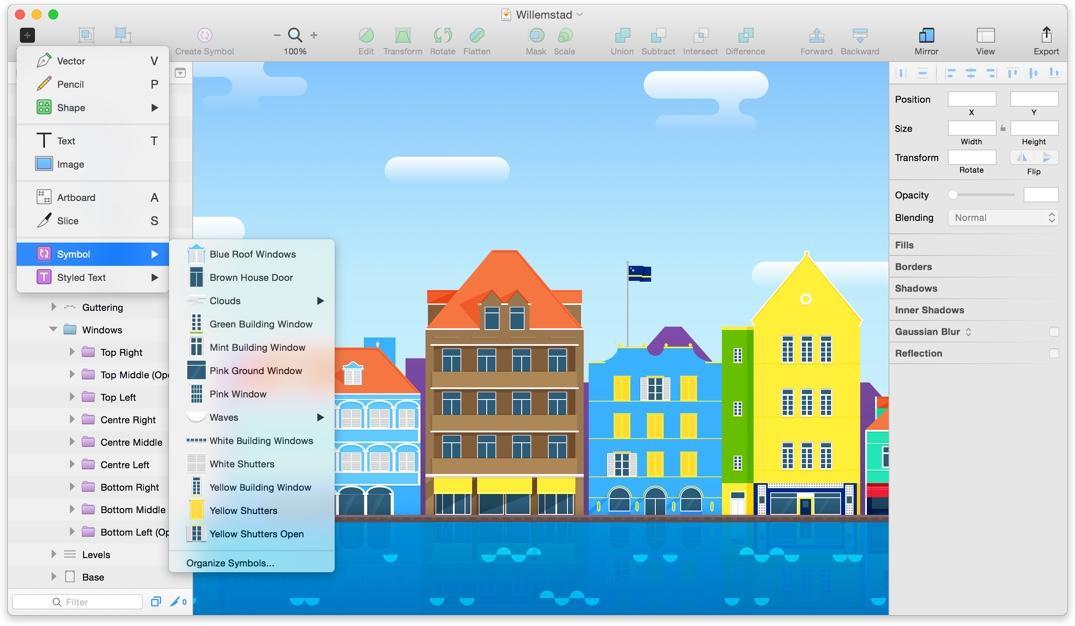 Willemstad
Create Symbol
100%
Edit
Transform
Rotate
Flatten
Mask
Scale
Union
Subtract
Intersect
Difference
Forward
Backward
Mirror
View
Export
Vector V
Pencil P
Shape
Text T
Image
Artboard A
Slice S
Symbol
Styled Text
Blue Roof Windows
Brown House Door
Clouds
Green Building Window
Mint Building Window
Pink Ground Window
Pink Window
Waves
White Building Windows
White Shutters
Yellow Building Window
Yellow Shutters
Yellow Shutters Open
Organize Symbols...
Guttering
Windows
Top Right
Top Middle (Op
Top Left
Centre Right
Centre Middle
Centre Left
Bottom Right
Bottom Middle
Bottom Left (Op
Levels
Base
Filter
0
Position
X Y
Size
Width Height
Transform
Rotate Flip
Opacity
Blending Normal
Fills
Borders
Shadows
Inner Shadows
Gaussian Blur
Reflection